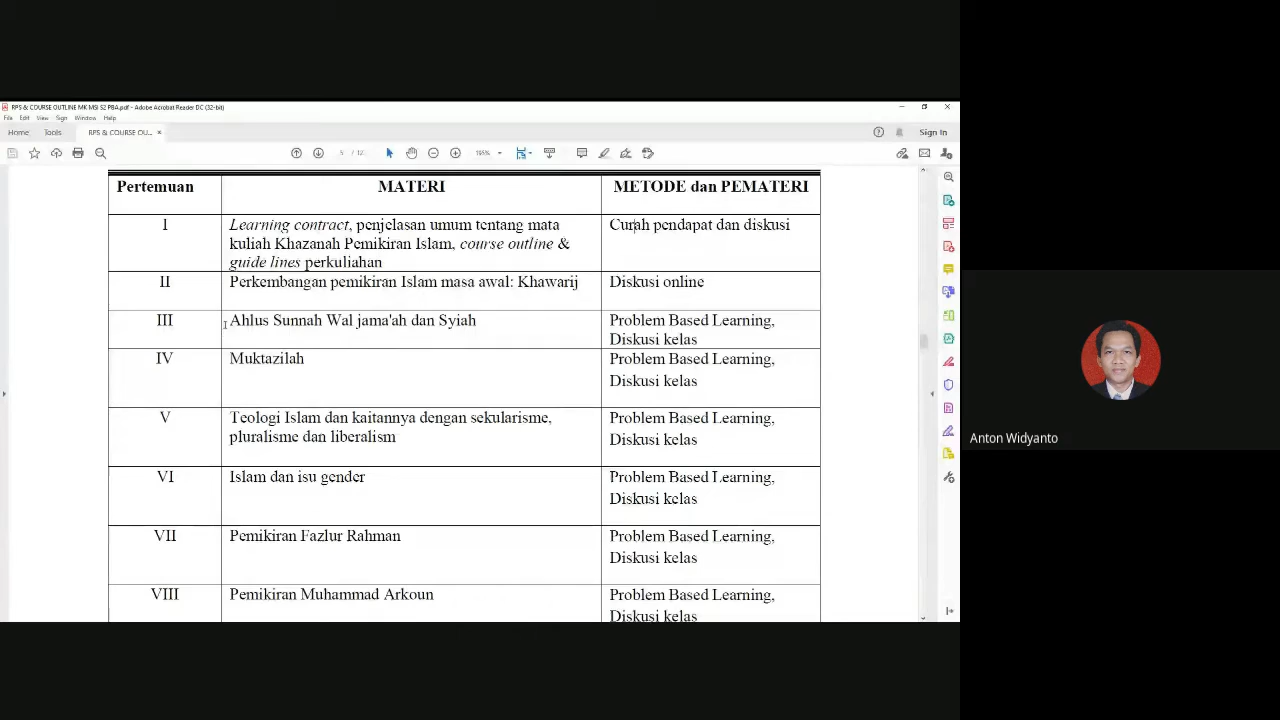 RPS & COURSE OUTLINE MK MSI S2 PBA.pdf - Adobe Acrobat Reader DC (32-bit)
File Edit View Sign Window Help
Home Tools RPS & COURSE OU... × Sign In
5 / 12 195%
Pertemuan MATERI METODE dan PEMATERI
I Learning contract, penjelasan umum tentang mata Curah pendapat dan diskusi
kuliah Khazanah Pemikiran Islam, course outline &
guide lines perkuliahan
II Perkembangan pemikiran Islam masa awal: Khawarij Diskusi online
III Ahlus Sunnah Wal jama'ah dan Syiah Problem Based Learning,
Diskusi kelas
IV Muktazilah Problem Based Learning,
Diskusi kelas
V Teologi Islam dan kaitannya dengan sekularisme, Problem Based Learning,
pluralisme dan liberalism Diskusi kelas
VI Islam dan isu gender Problem Based Learning,
Diskusi kelas
VII Pemikiran Fazlur Rahman Problem Based Learning,
Diskusi kelas
VIII Pemikiran Muhammad Arkoun Problem Based Learning,
Diskusi kelas
Anton Widyanto